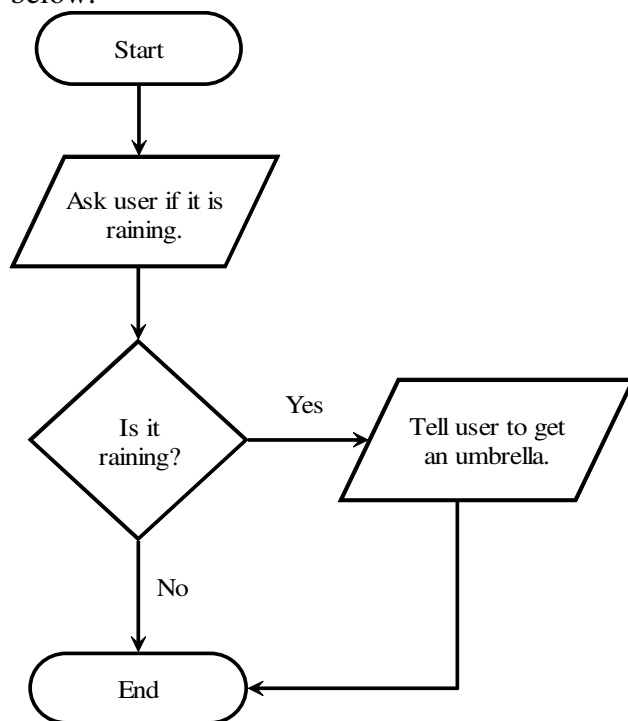 below.
Start
Ask user if it is
raining.
Is it
raining?
Yes
Tell user to get
an umbrella.
No
End